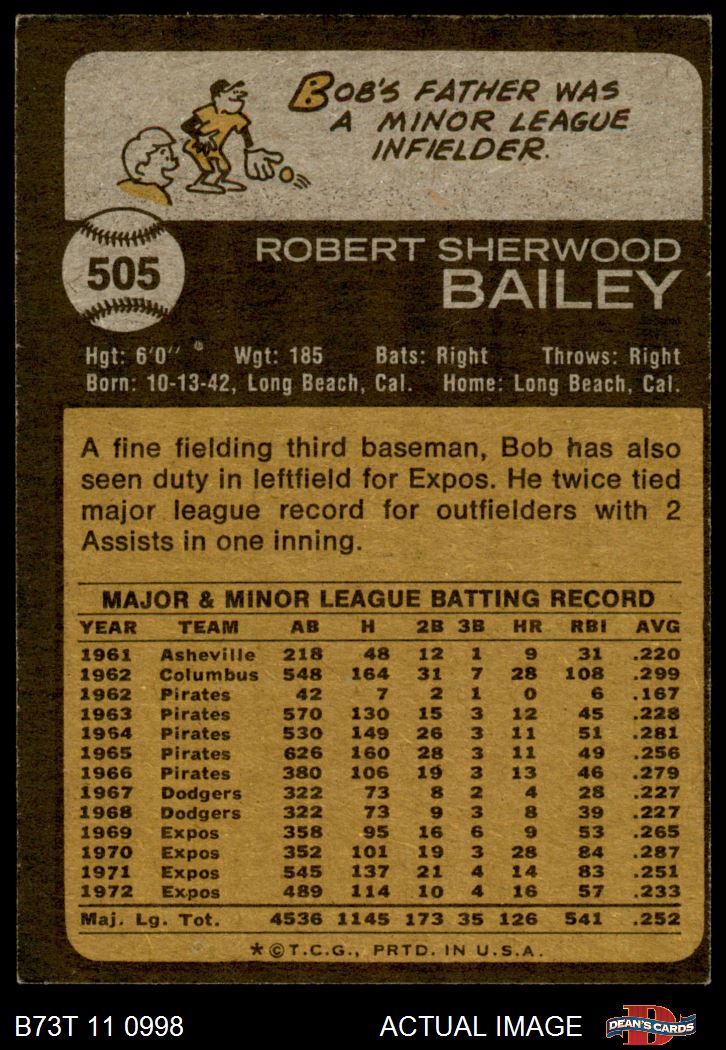 BOB'S FATHER WAS
A MINOR LEAGUE
INFIELDER.
505
ROBERT SHERWOOD
BAILEY
Hgt: 6'0" Wgt: 185 Bats: Right Throws: Right
Born: 10-13-42, Long Beach, Cal. Home: Long Beach, Cal.
A fine fielding third baseman, Bob has also
seen duty in leftfield for Expos. He twice tied
major league record for outfielders with 2
Assists in one inning.
MAJOR & MINOR LEAGUE BATTING RECORD
YEAR TEAM AB H 2B 3B HR RBI AVG
1961 Asheville 218 48 12 1 9 31 .220
1962 Columbus 548 164 31 7 28 108 .299
1962 Pirates 42 7 2 1 0 6 .167
1963 Pirates 570 130 15 3 12 45 .228
1964 Pirates 530 149 26 3 11 51 .281
1965 Pirates 626 160 28 3 11 49 .256
1966 Pirates 380 106 19 3 13 46 .279
1967 Dodgers 322 73 8 2 4 28 .227
1968 Dodgers 322 73 9 3 8 39 .227
1969 Expos 358 95 16 6 9 53 .265
1970 Expos 352 101 19 3 28 84 .287
1971 Expos 545 137 21 4 14 83 .251
1972 Expos 489 114 10 4 16 57 .233
Maj. Lg. Tot. 4536 1145 173 35 126 541 .252
*©T.C.G., PRTD. IN U.S.A.
B73T 11 0998 ACTUAL IMAGE D DEAN'S CARDS